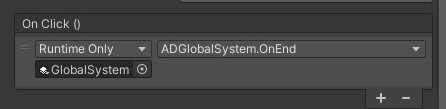 On Click ()
Runtime Only ADGlobalSystem.OnEnd
GlobalSystem
+ −